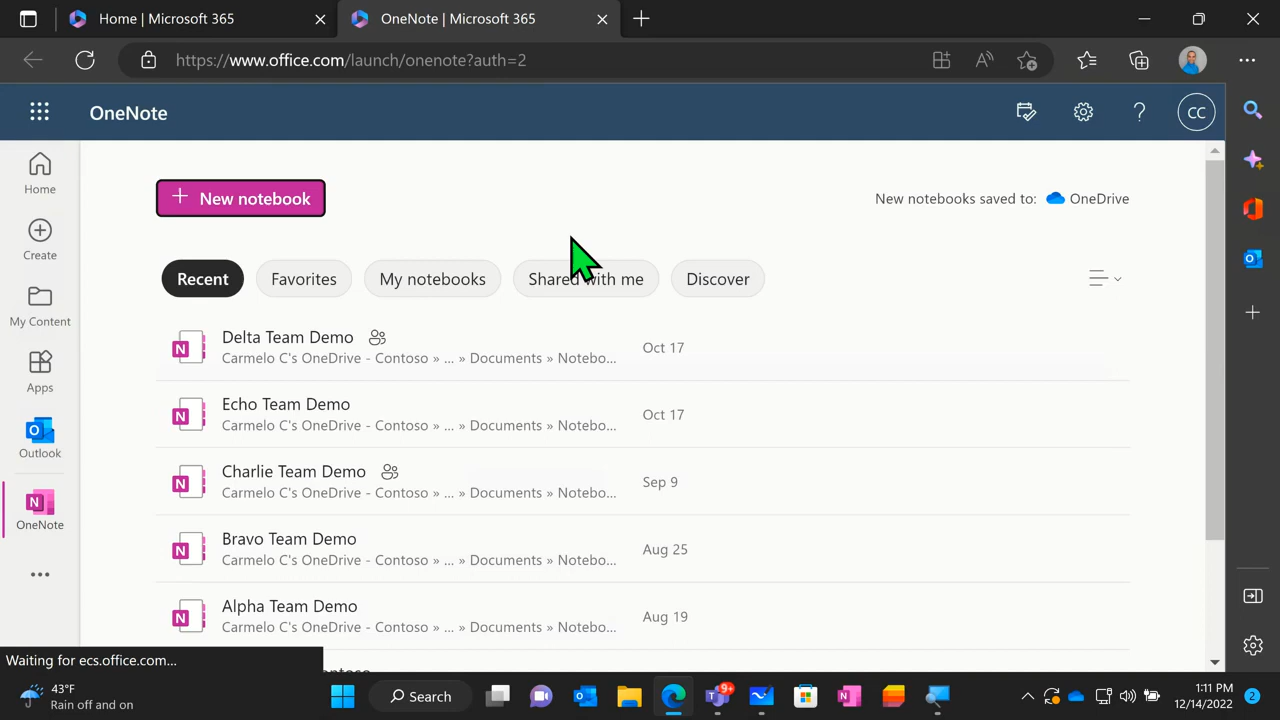 Home | Microsoft 365
OneNote | Microsoft 365
https://www.office.com/launch/onenote?auth=2
OneNote
CC
Home
Create
My Content
Apps
Outlook
OneNote
New notebook
New notebooks saved to: OneDrive
Recent
Favorites
My notebooks
Shared with me
Discover
Delta Team Demo
Carmelo C's OneDrive - Contoso » ... » Documents » Notebo...
Oct 17
Echo Team Demo
Carmelo C's OneDrive - Contoso » ... » Documents » Notebo...
Oct 17
Charlie Team Demo
Carmelo C's OneDrive - Contoso » ... » Documents » Notebo...
Sep 9
Bravo Team Demo
Carmelo C's OneDrive - Contoso » ... » Documents » Notebo...
Aug 25
Alpha Team Demo
Carmelo C's OneDrive - Contoso » ... » Documents » Notebo...
Aug 19
Waiting for ecs.office.com...
43°F
Rain off and on
Search
9+
1:11 PM
12/14/2022
2